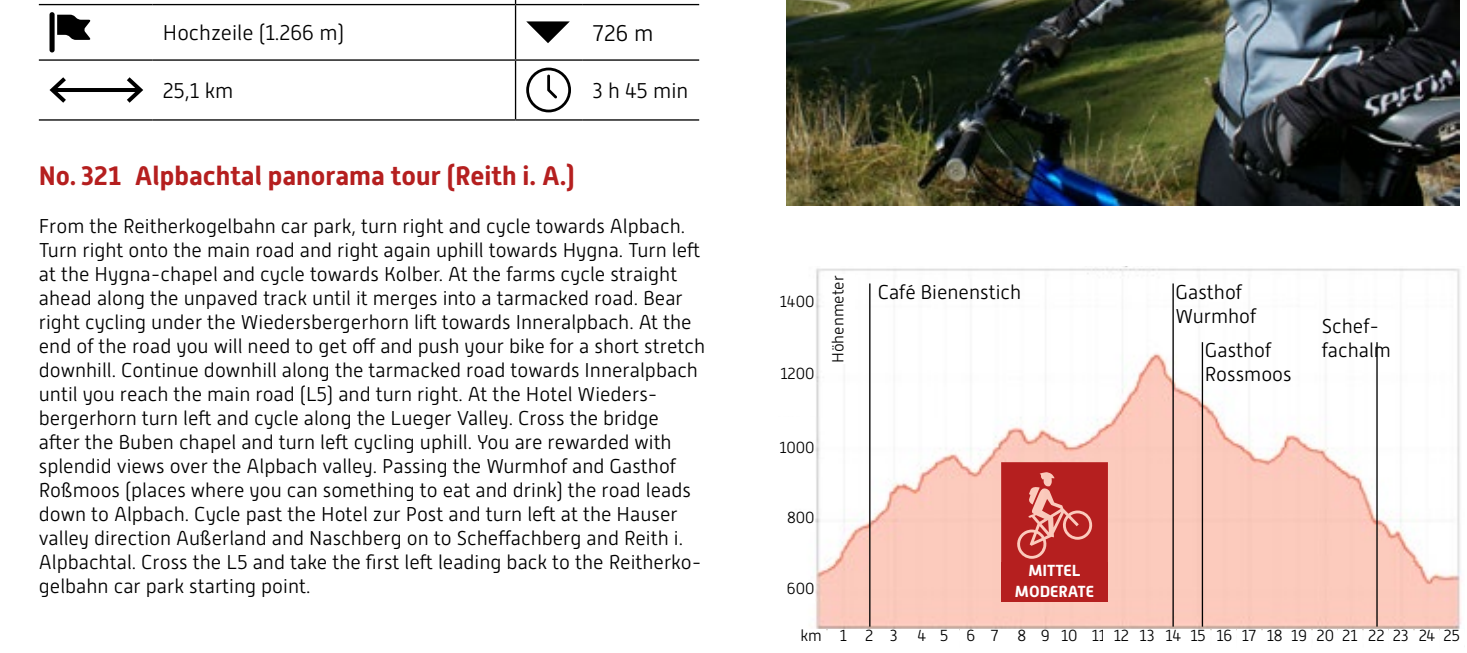 Hochzeile (1.266 m)
726 m
25,1 km
3 h 45 min
No. 321 Alpbachtal panorama tour (Reith i. A.)
From the Reitherkogelbahn car park, turn right and cycle towards Alpbach.
Turn right onto the main road and right again uphill towards Hygna. Turn left
at the Hygna-chapel and cycle towards Kolber. At the farms cycle straight
ahead along the unpaved track until it merges into a tarmacked road. Bear
right cycling under the Wiedersbergerhorn lift towards Inneralpbach. At the
end of the road you will need to get off and push your bike for a short stretch
downhill. Continue downhill along the tarmacked road towards Inneralpbach
until you reach the main road (L5) and turn right. At the Hotel Wieders-
bergerhorn turn left and cycle along the Lueger Valley. Cross the bridge
after the Buben chapel and turn left cycling uphill. You are rewarded with
splendid views over the Alpbach valley. Passing the Wurmhof and Gasthof
Roßmoos (places where you can something to eat and drink) the road leads
down to Alpbach. Cycle past the Hotel zur Post and turn left at the Hauser
valley direction Außerland and Naschberg on to Scheffachberg and Reith i.
Alpbachtal. Cross the L5 and take the first left leading back to the Reitherko-
gelbahn car park starting point.
SPECIAL
Höhenmeter
1400
1200
1000
800
600
Café Bienenstich
Gasthof
Wurmhof
Gasthof
Rossmoos
Schef-
fachalm
MITTEL
MODERATE
km 1 2 3 4 5 6 7 8 9 10 11 12 13 14 15 16 17 18 19 20 21 22 23 24 25